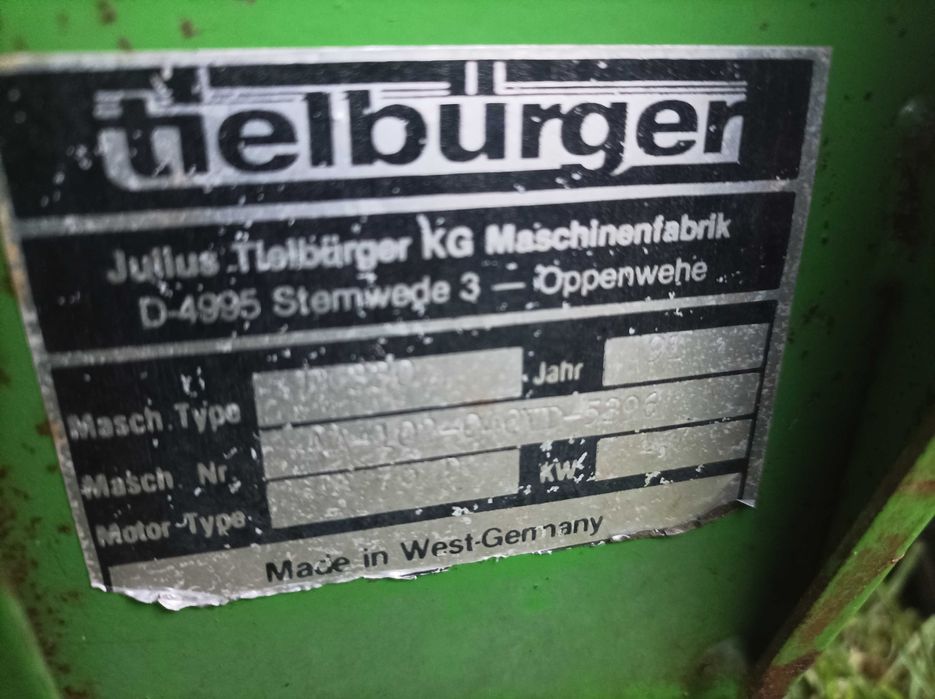 tielbürger
Julius Tielbürger KG Maschinenfabrik
D-4995 Stemwede 3 — Oppenwehe
Masch. Type Jahr
Masch Nr.
Motor-Type KW
Made in West-Germany